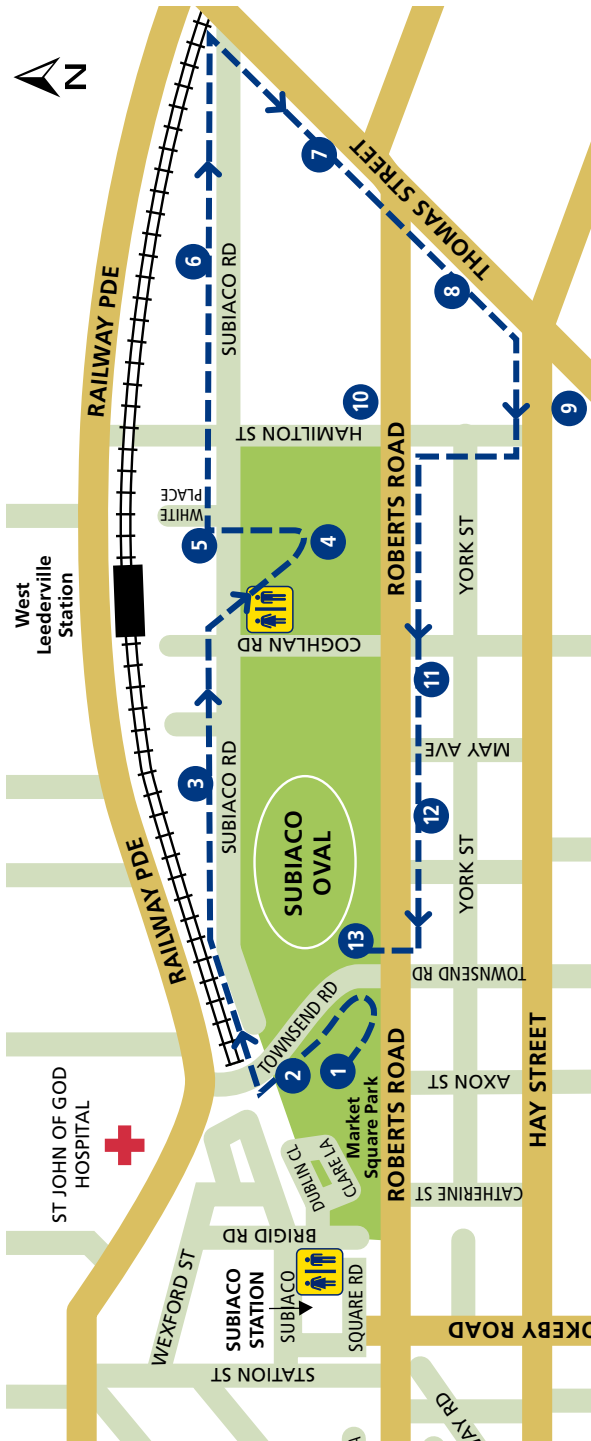 N
RAILWAY PDE
RAILWAY PDE
West
Leederville
Station
ST JOHN OF GOD
HOSPITAL
SUBIACO RD
SUBIACO RD
WHITE
PLACE
HAMILTON ST
COGHLAN RD
THOMAS STREET
ROBERTS ROAD
ROBERTS ROAD
YORK ST
YORK ST
MAY AVE
TOWNSEND RD
TOWNSEND RD
AXON ST
CATHERINE ST
HAY STREET
SUBIACO
OVAL
Market
Square Park
DUBLIN CL
CLARE LA
BRIGID RD
WEXFORD ST
SUBIACO
STATION
SUBIACO
SQUARE RD
STATION ST
OKEBY ROAD
WAY RD
1
2
3
4
5
6
7
8
9
10
11
12
13